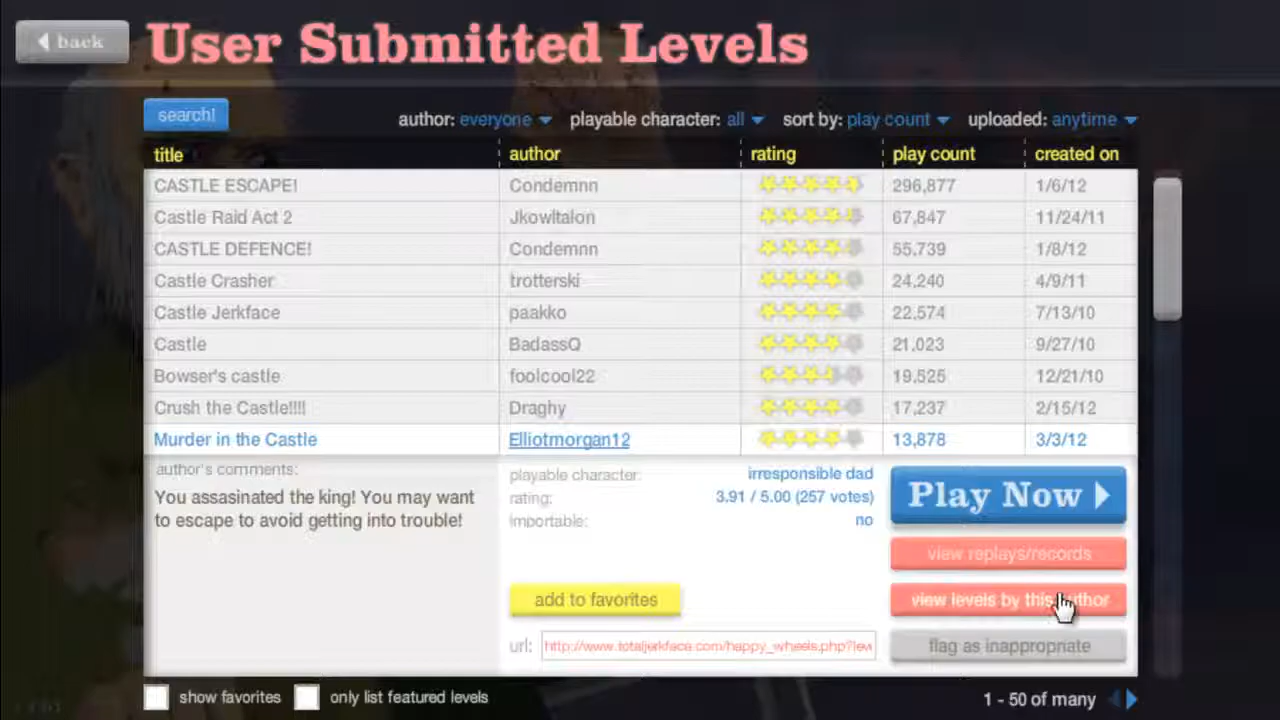 back
User Submitted Levels
search!
author: everyone playable character: all sort by: play count uploaded: anytime
title author rating play count created on
CASTLE ESCAPE! Condemnn 296,877 1/6/12
Castle Raid Act 2 Jkowltalon 67,847 11/24/11
CASTLE DEFENCE! Condemnn 55,739 1/8/12
Castle Crasher trotterski 24,240 4/9/11
Castle Jerkface paakko 22,574 7/13/10
Castle BadassQ 21,023 9/27/10
Bowser's castle foolcool22 19,525 12/21/10
Crush the Castle!!!! Draghy 17,237 2/15/12
Murder in the Castle Elliotmorgan12 13,878 3/3/12
author's comments:
You assasinated the king! You may want
to escape to avoid getting into trouble!
playable character: irresponsible dad
rating: 3.91 / 5.00 (257 votes)
importable: no
add to favorites
url: http://www.totaljerkface.com/happy_wheels.php?lev
Play Now
view replays/records
view levels by this author
flag as inappropriate
show favorites only list featured levels
1 - 50 of many